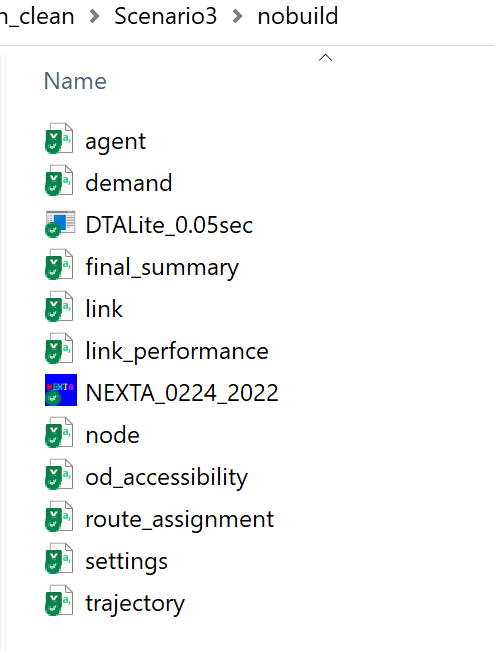 n_clean > Scenario3 > nobuild
Name
agent
demand
DTALite_0.05sec
final_summary
link
link_performance
NEXTA_0224_2022
node
od_accessibility
route_assignment
settings
trajectory